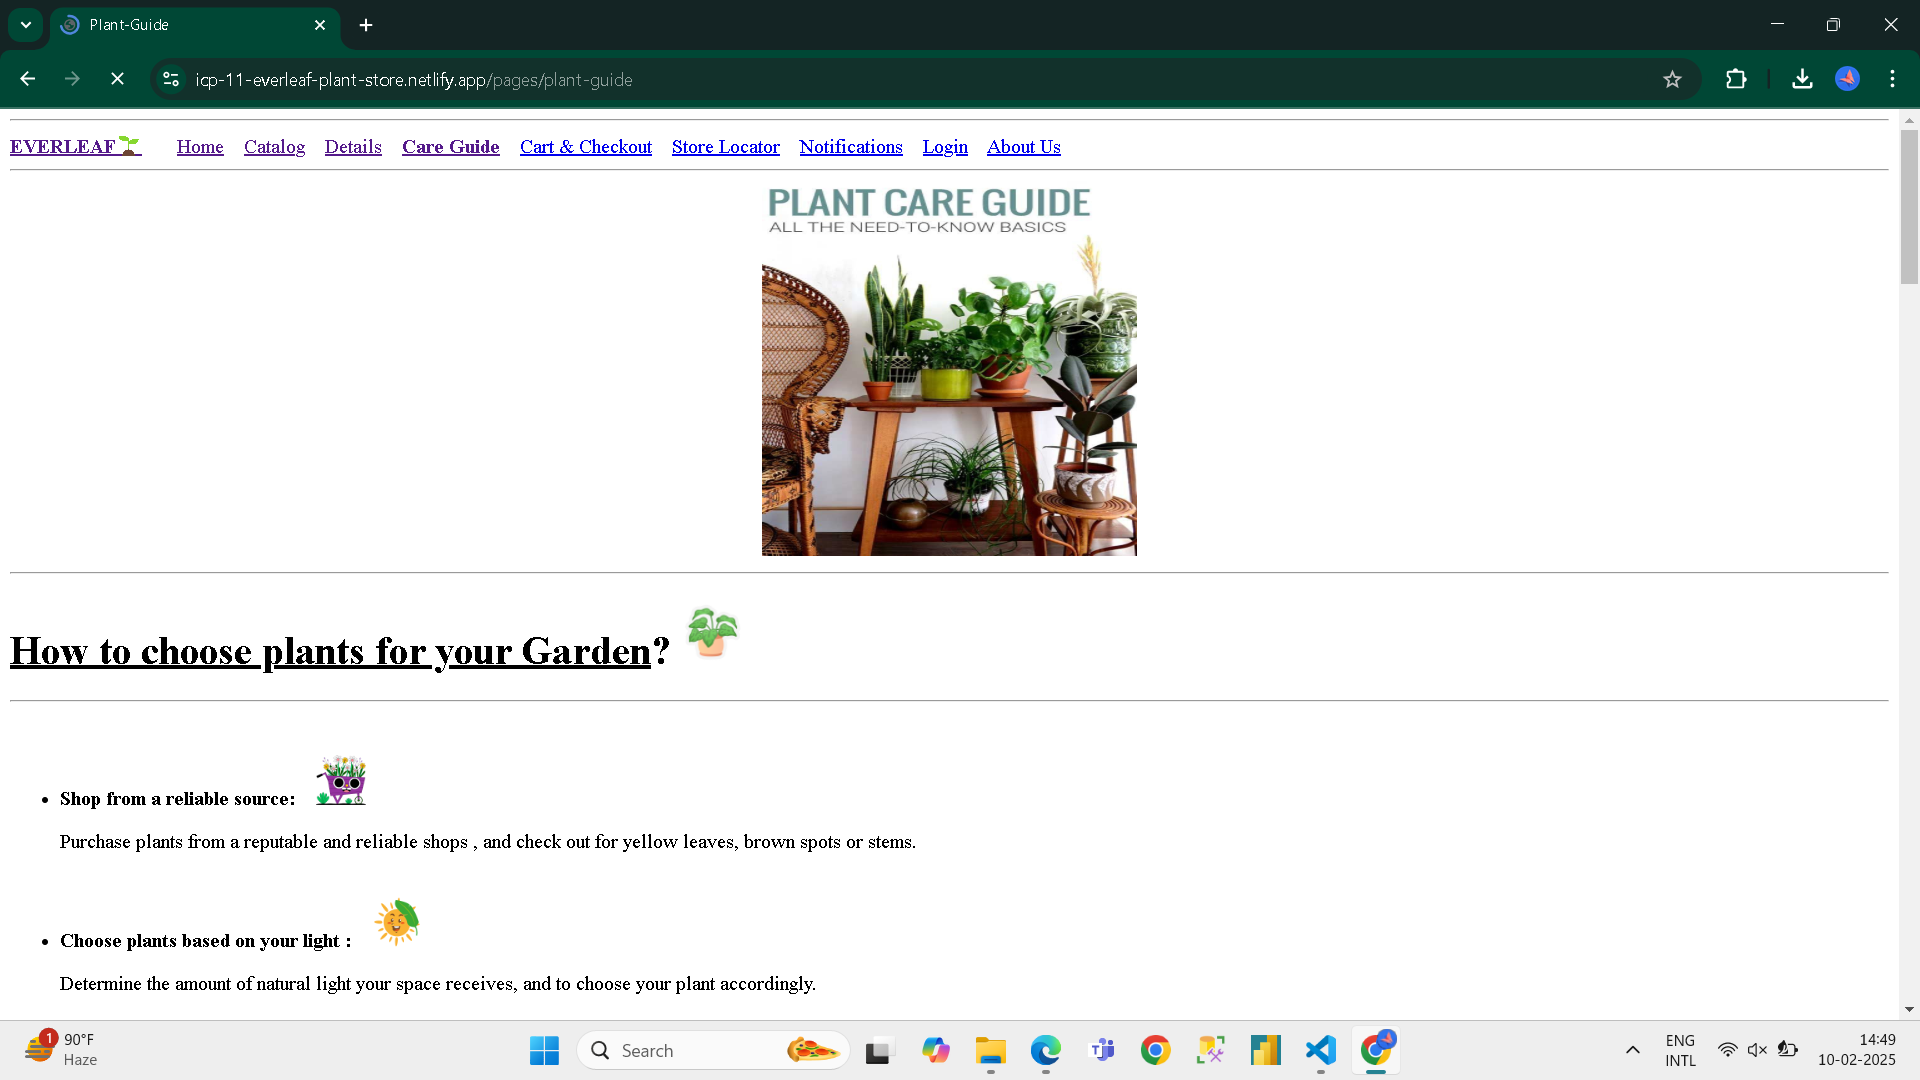 Plant-Guide
icp-11-everleaf-plant-store.netlify.app/pages/plant-guide
EVERLEAF Home Catalog Details Care Guide Cart & Checkout Store Locator Notifications Login About Us
PLANT CARE GUIDE
ALL THE NEED-TO-KNOW BASICS
How to choose plants for your Garden?
Shop from a reliable source:
Purchase plants from a reputable and reliable shops , and check out for yellow leaves, brown spots or stems.
Choose plants based on your light :
Determine the amount of natural light your space receives, and to choose your plant accordingly.
1
90°F
Haze
Search
ENG
INTL
14:49
10-02-2025